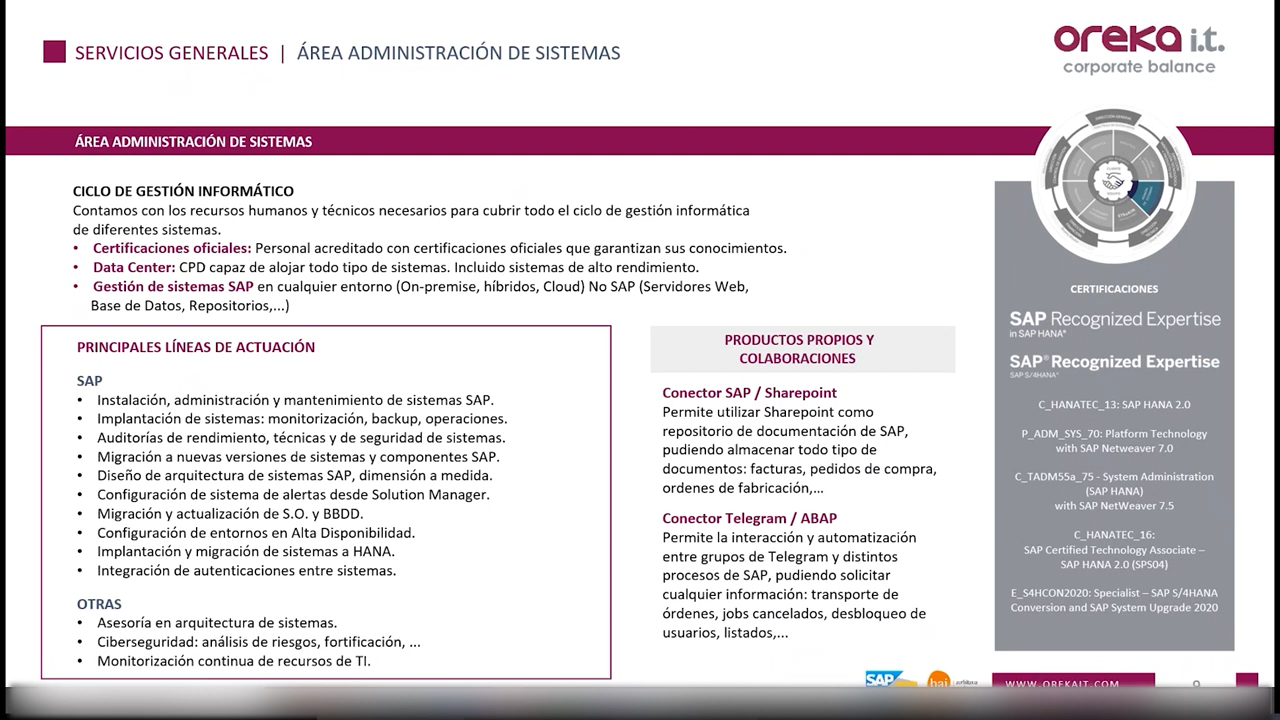 SERVICIOS GENERALES | ÁREA ADMINISTRACIÓN DE SISTEMAS
oreka i.t.
corporate balance
ÁREA ADMINISTRACIÓN DE SISTEMAS
CICLO DE GESTIÓN INFORMÁTICO
Contamos con los recursos humanos y técnicos necesarios para cubrir todo el ciclo de gestión informática
de diferentes sistemas.
• Certificaciones oficiales: Personal acreditado con certificaciones oficiales que garantizan sus conocimientos.
• Data Center: CPD capaz de alojar todo tipo de sistemas. Incluido sistemas de alto rendimiento.
• Gestión de sistemas SAP en cualquier entorno (On-premise, híbridos, Cloud) No SAP (Servidores Web,
Base de Datos, Repositorios,...)
PRINCIPALES LÍNEAS DE ACTUACIÓN
SAP
• Instalación, administración y mantenimiento de sistemas SAP.
• Implantación de sistemas: monitorización, backup, operaciones.
• Auditorías de rendimiento, técnicas y de seguridad de sistemas.
• Migración a nuevas versiones de sistemas y componentes SAP.
• Diseño de arquitectura de sistemas SAP, dimensión a medida.
• Configuración de sistema de alertas desde Solution Manager.
• Migración y actualización de S.O. y BBDD.
• Configuración de entornos en Alta Disponibilidad.
• Implantación y migración de sistemas a HANA.
• Integración de autenticaciones entre sistemas.
OTRAS
• Asesoría en arquitectura de sistemas.
• Ciberseguridad: análisis de riesgos, fortificación, ...
• Monitorización continua de recursos de TI.
PRODUCTOS PROPIOS Y
COLABORACIONES
Conector SAP / Sharepoint
Permite utilizar Sharepoint como
repositorio de documentación de SAP,
pudiendo almacenar todo tipo de
documentos: facturas, pedidos de compra,
ordenes de fabricación,...
Conector Telegram / ABAP
Permite la interacción y automatización
entre grupos de Telegram y distintos
procesos de SAP, pudiendo solicitar
cualquier información: transporte de
órdenes, jobs cancelados, desbloqueo de
usuarios, listados,...
CERTIFICACIONES
SAP Recognized Expertise
in SAP HANA®
SAP® Recognized Expertise
SAP S/4HANA®
C_HANATEC_13: SAP HANA 2.0
P_ADM_SYS_70: Platform Technology
with SAP Netweaver 7.0
C_TADM55a_75 - System Administration
(SAP HANA)
with SAP NetWeaver 7.5
C_HANATEC_16:
SAP Certified Technology Associate –
SAP HANA 2.0 (SPS04)
E_S4HCON2020: Specialist – SAP S/4HANA
Conversion and SAP System Upgrade 2020
SAP
bai
WWW.OREKAIT.COM
9